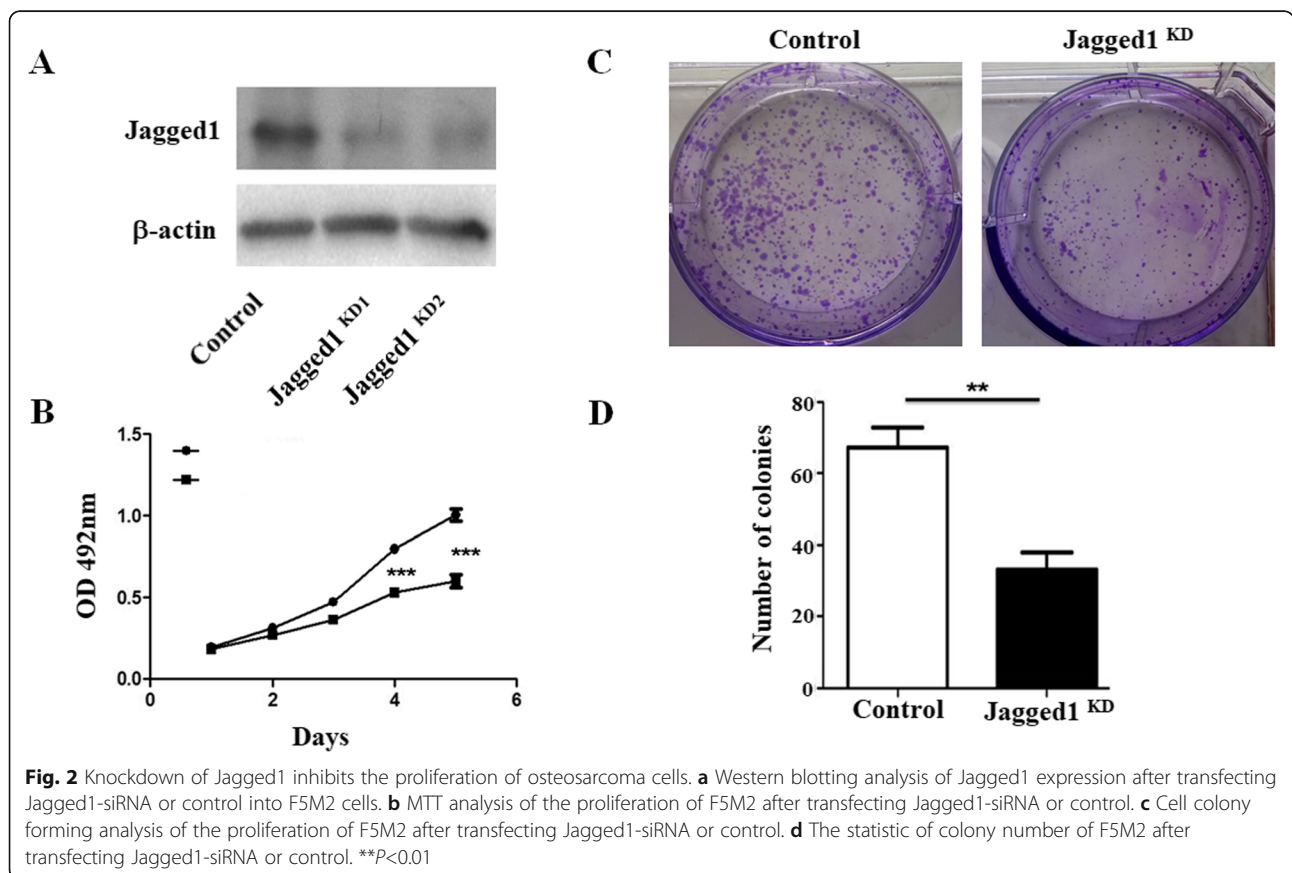 A
Jagged1
β-actin
Control
Jagged1 KD1
Jagged1 KD2
B
1.5
1.0
0.5
0.0
OD 492nm
***
***
0 2 4 6
Days
C
Control
Jagged1 KD
D
80
60
40
20
0
Number of colonies
**
Control
Jagged1 KD
Fig. 2 Knockdown of Jagged1 inhibits the proliferation of osteosarcoma cells. a Western blotting analysis of Jagged1 expression after transfecting
Jagged1-siRNA or control into F5M2 cells. b MTT analysis of the proliferation of F5M2 after transfecting Jagged1-siRNA or control. c Cell colony
forming analysis of the proliferation of F5M2 after transfecting Jagged1-siRNA or control. d The statistic of colony number of F5M2 after
transfecting Jagged1-siRNA or control. **P<0.01